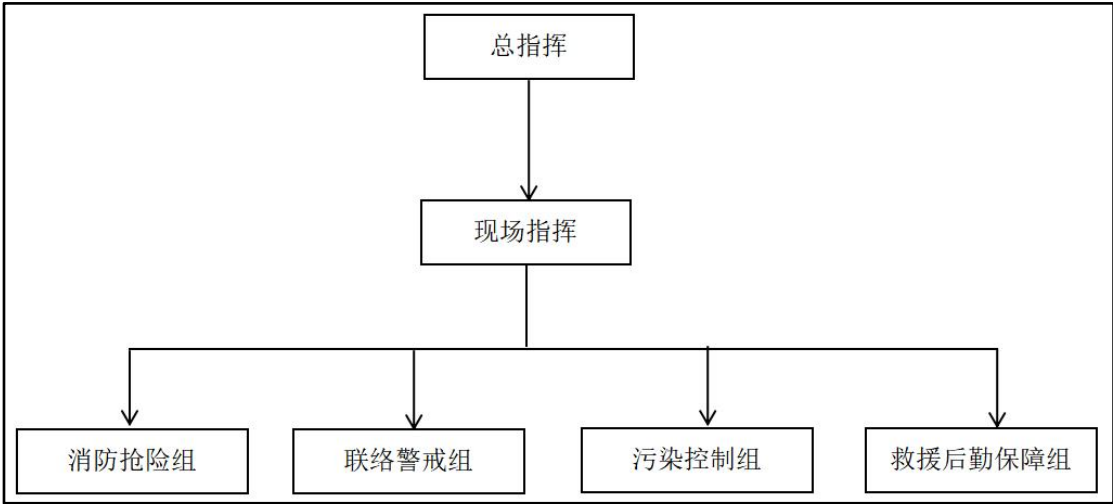 总指挥
现场指挥
消防抢险组
联络警戒组
污染控制组
救援后勤保障组